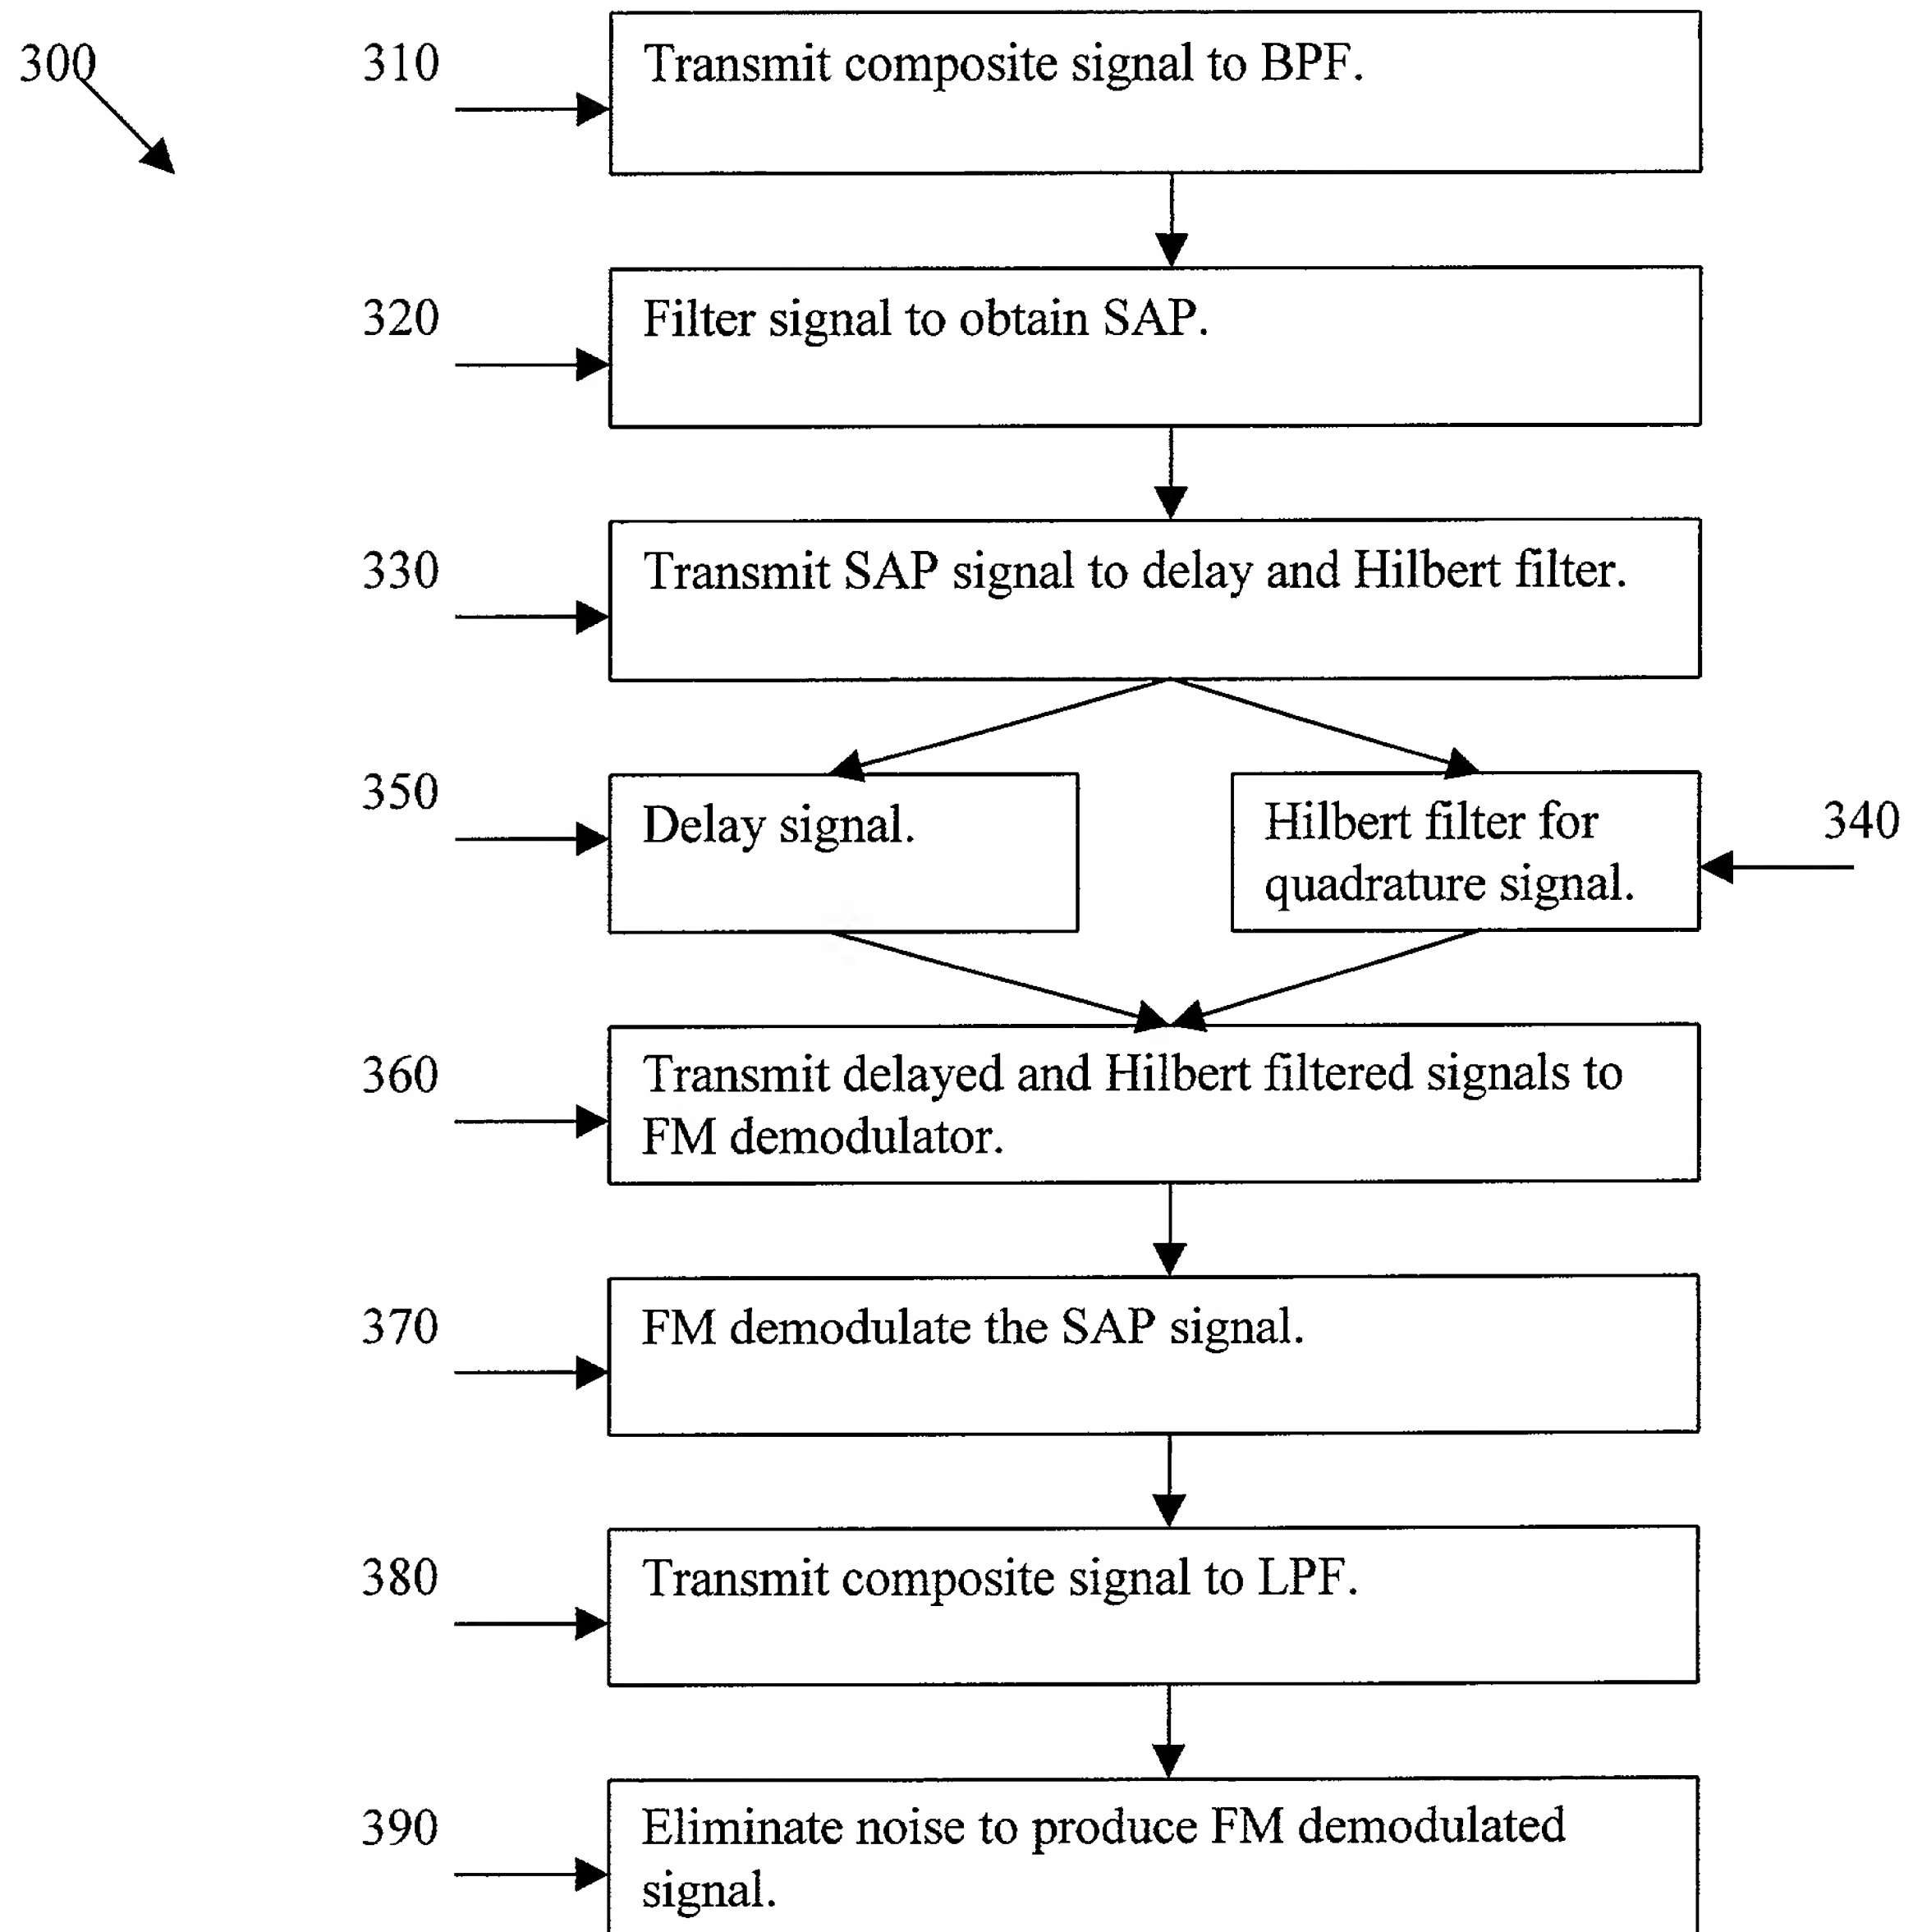 300
310
Transmit composite signal to BPF.
320
Filter signal to obtain SAP.
330
Transmit SAP signal to delay and Hilbert filter.
350
Delay signal.
Hilbert filter for
quadrature signal.
340
360
Transmit delayed and Hilbert filtered signals to
FM demodulator.
370
FM demodulate the SAP signal.
380
Transmit composite signal to LPF.
390
Eliminate noise to produce FM demodulated
signal.